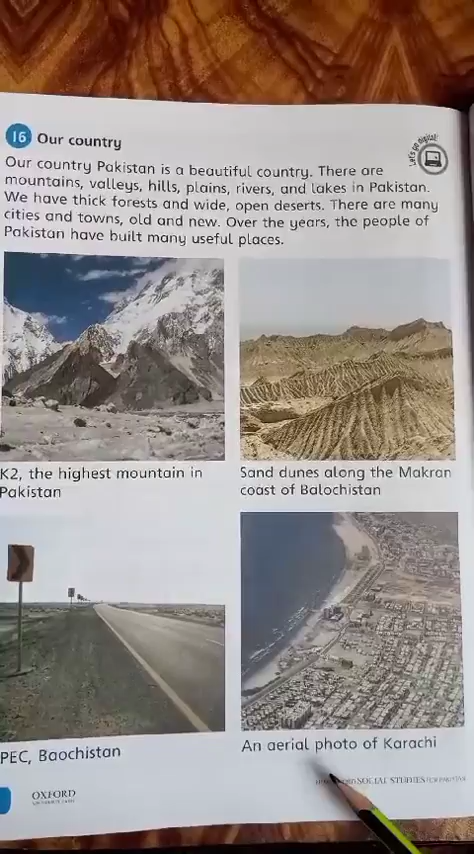 16 Our country
Let's go digital!
Our country Pakistan is a beautiful country. There are
mountains, valleys, hills, plains, rivers, and lakes in Pakistan.
We have thick forests and wide, open deserts. There are many
cities and towns, old and new. Over the years, the people of
Pakistan have built many useful places.
K2, the highest mountain in
Pakistan
Sand dunes along the Makran
coast of Balochistan
PEC, Baochistan
An aerial photo of Karachi
OXFORD
SOCIAL STUDIES